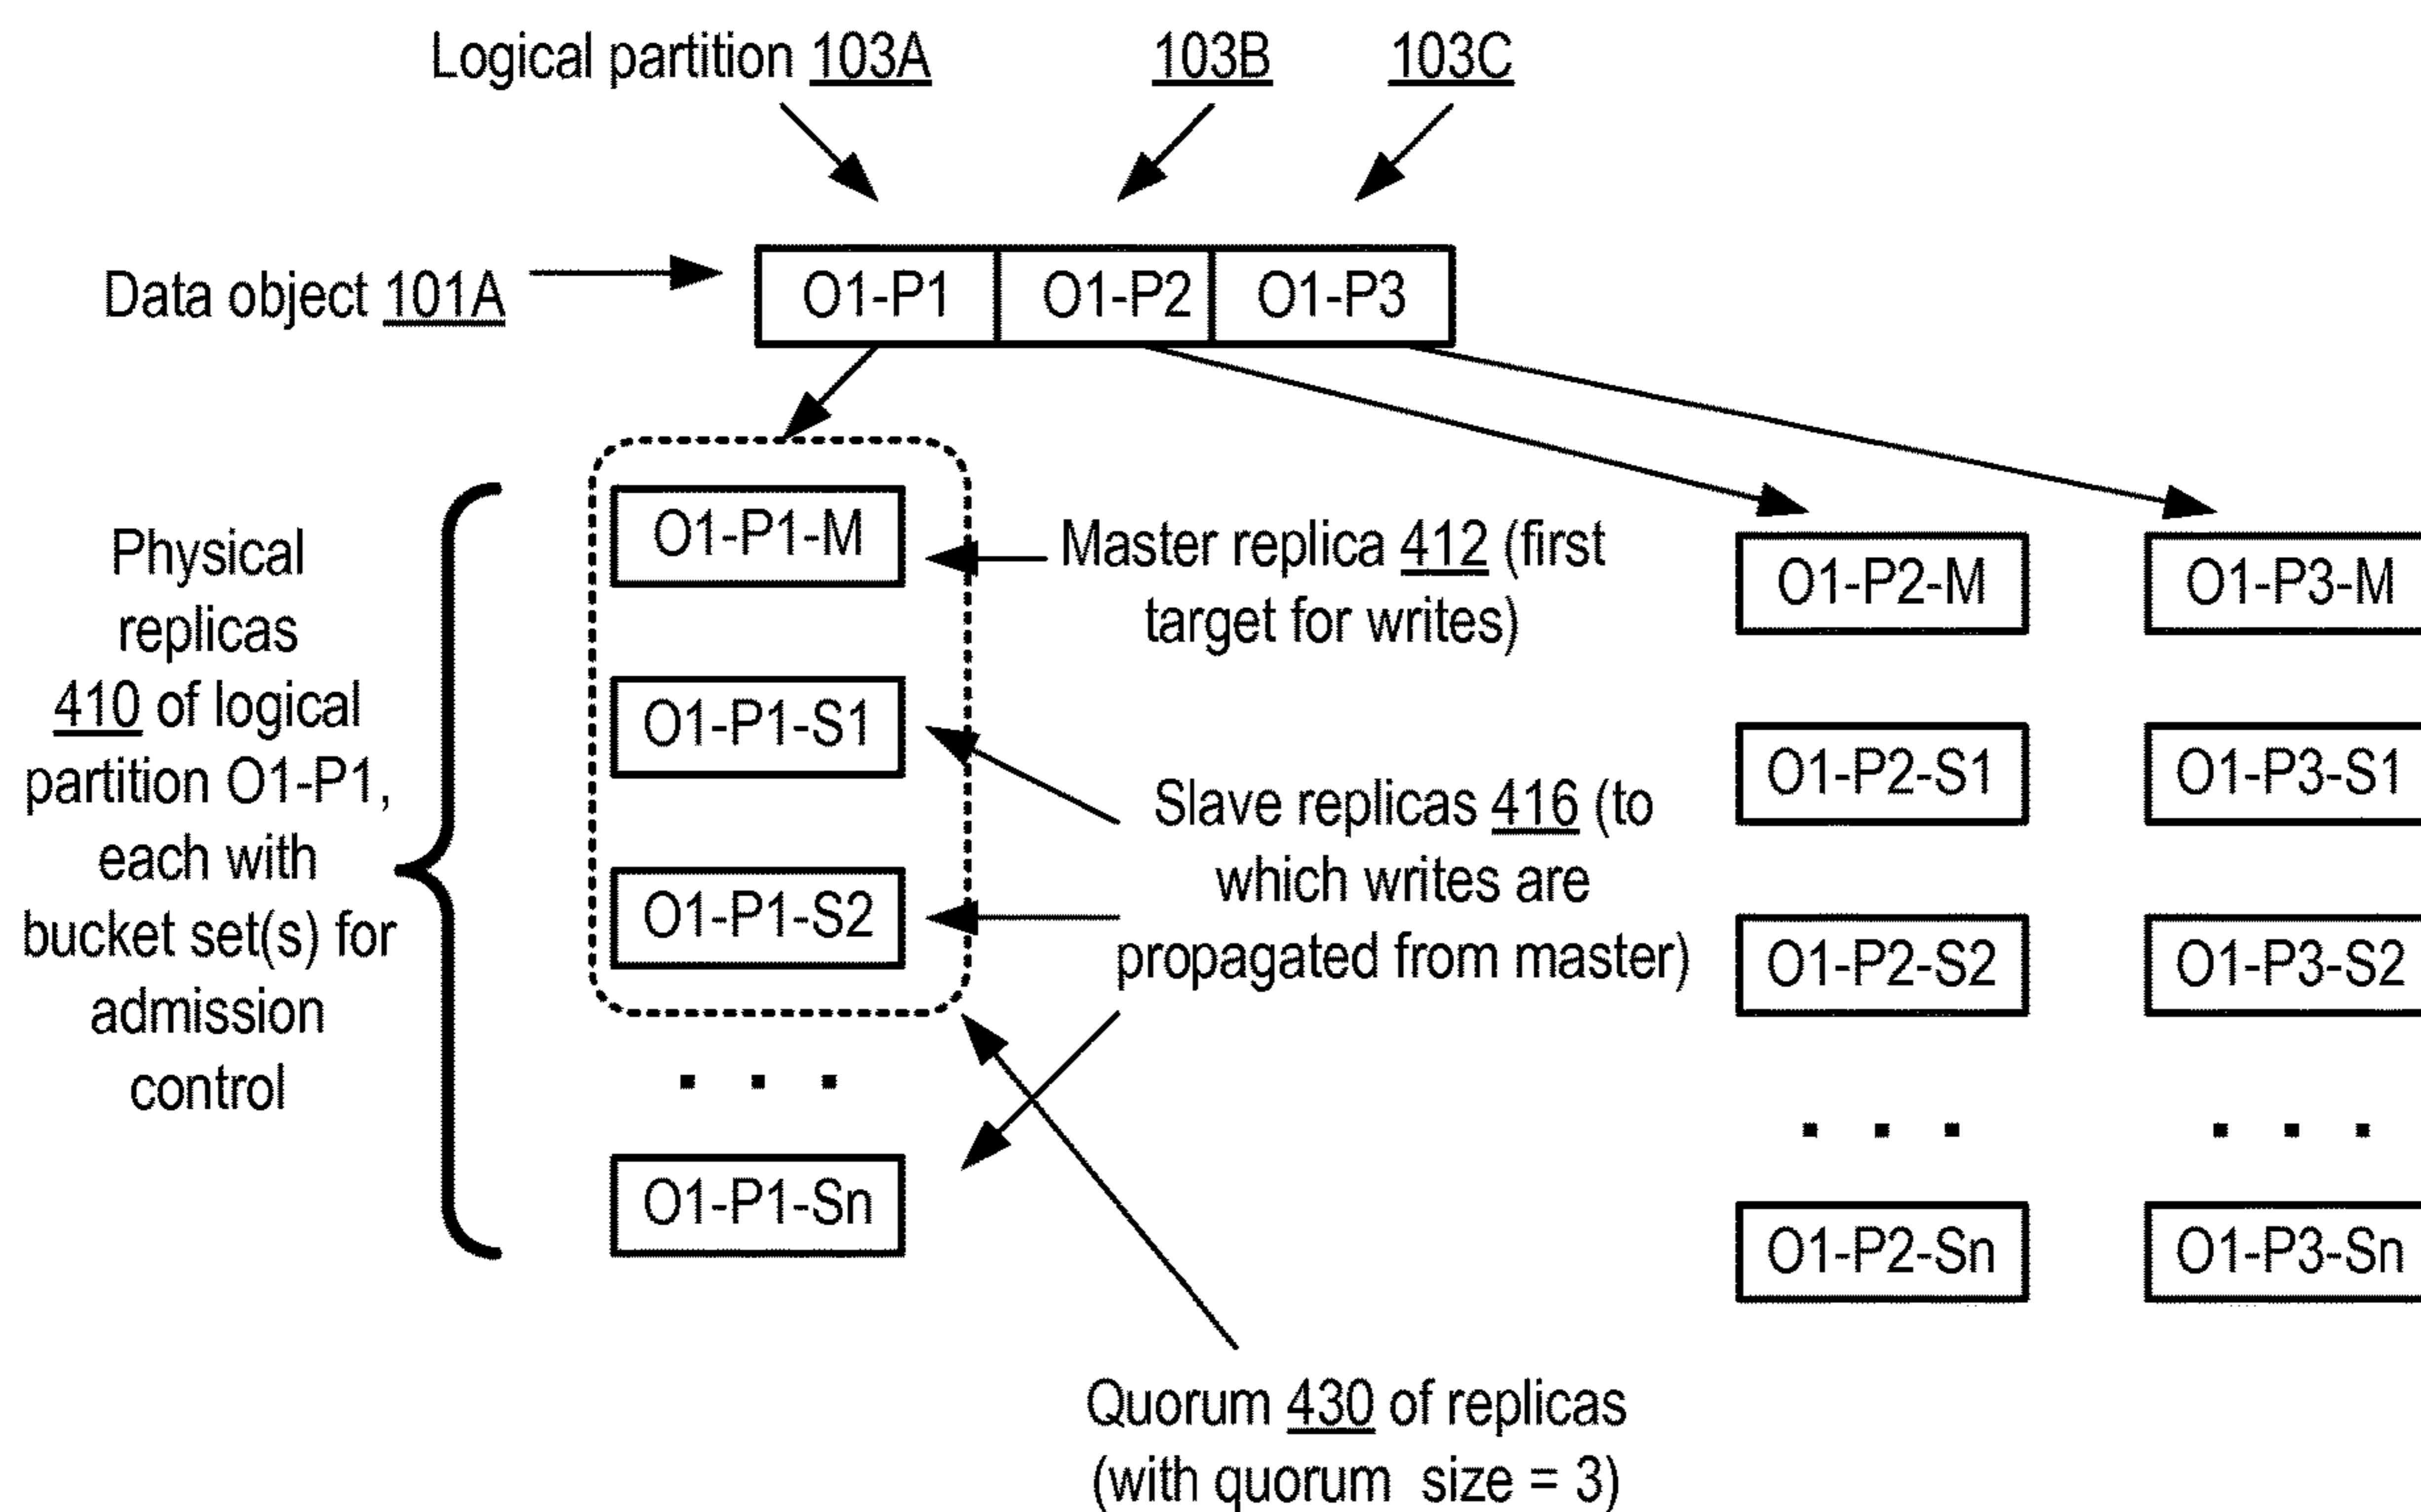 Logical partition 103A
103B
103C
Data object 101A
O1-P1
O1-P2
O1-P3
Physical
replicas
410 of logical
partition O1-P1,
each with
bucket set(s) for
admission
control
O1-P1-M
O1-P1-S1
O1-P1-S2
. . .
O1-P1-Sn
Master replica 412 (first
target for writes)
Slave replicas 416 (to
which writes are
propagated from master)
O1-P2-M
O1-P2-S1
O1-P2-S2
. . .
O1-P2-Sn
O1-P3-M
O1-P3-S1
O1-P3-S2
. . .
O1-P3-Sn
Quorum 430 of replicas
(with quorum size = 3)